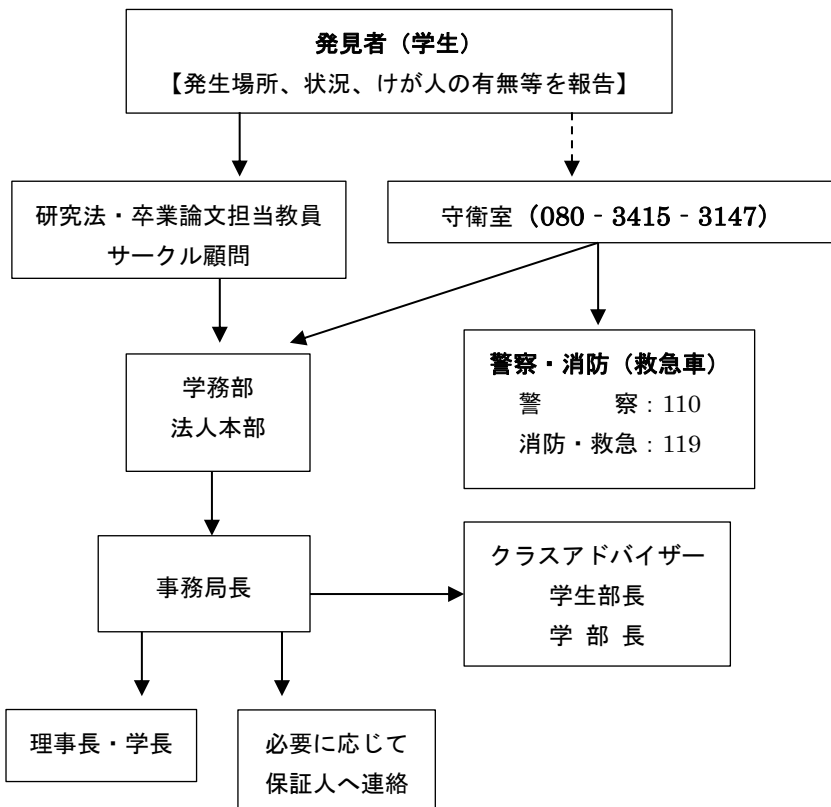 発見者（学生）
【発生場所、状況、けが人の有無等を報告】
研究法・卒業論文担当教員
サークル顧問
守衛室（080‐3415‐3147）
学務部
法人本部
警察・消防（救急車）
警　　察：110
消防・救急：119
事務局長
クラスアドバイザー
学生部長
学 部 長
理事長・学長
必要に応じて
保証人へ連絡